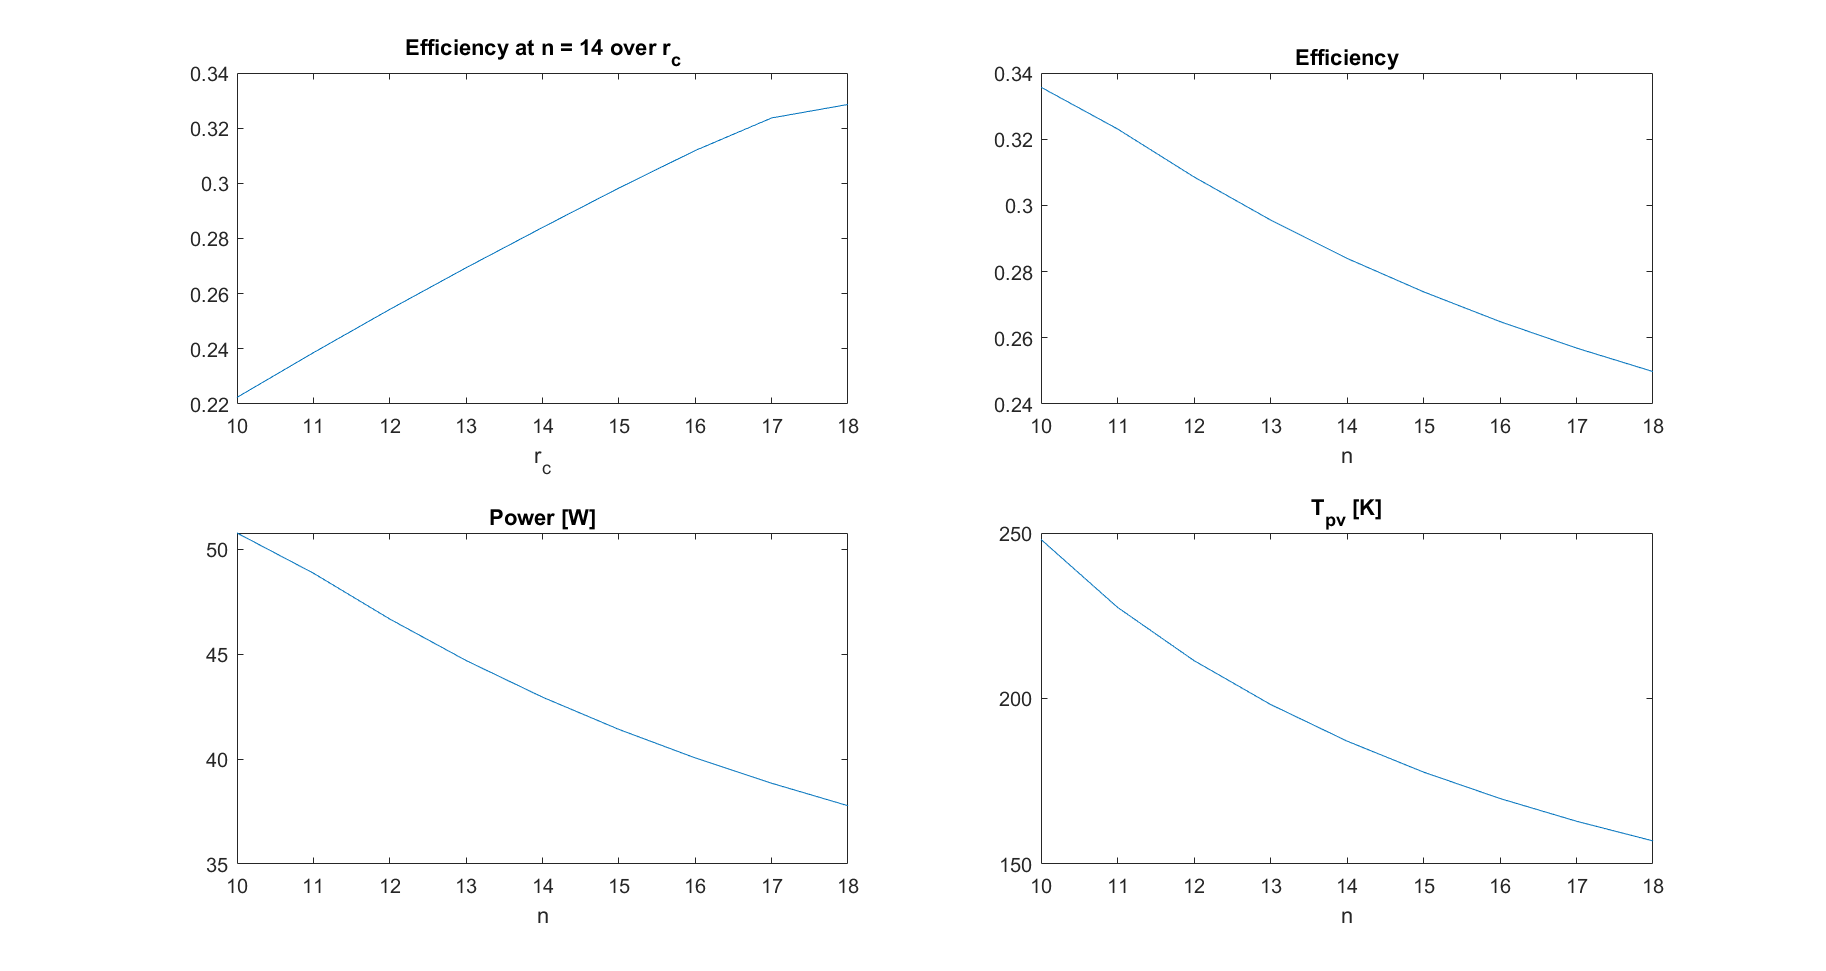 Efficiency at n = 14 over r_c
0.34
0.32
0.3
0.28
0.26
0.24
0.22
10 11 12 13 14 15 16 17 18
r_c
Efficiency
0.34
0.32
0.3
0.28
0.26
0.24
10 11 12 13 14 15 16 17 18
n
Power [W]
50
45
40
35
10 11 12 13 14 15 16 17 18
n
T_pv [K]
250
200
150
10 11 12 13 14 15 16 17 18
n